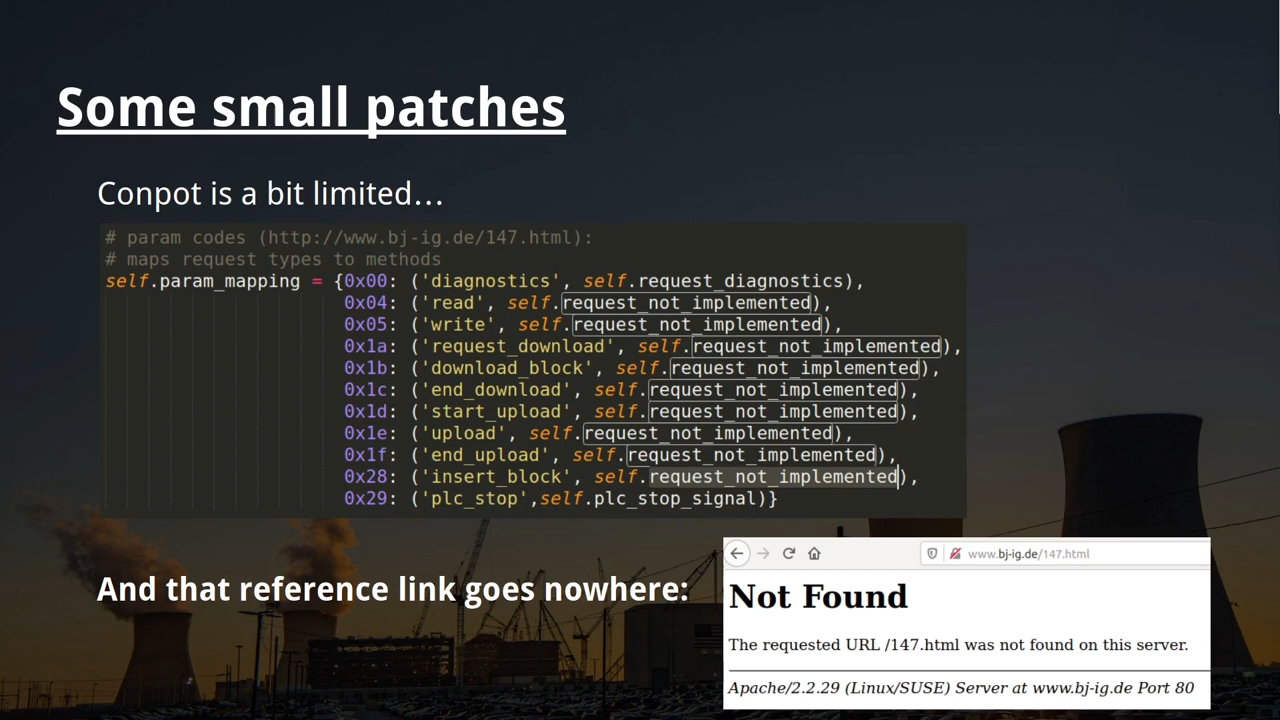 Some small patches
Conpot is a bit limited…
# param codes (http://www.bj-ig.de/147.html):
# maps request types to methods
self.param_mapping = {0x00: ('diagnostics', self.request_diagnostics),
0x04: ('read', self.request_not_implemented),
0x05: ('write', self.request_not_implemented),
0x1a: ('request_download', self.request_not_implemented),
0x1b: ('download_block', self.request_not_implemented),
0x1c: ('end_download', self.request_not_implemented),
0x1d: ('start_upload', self.request_not_implemented),
0x1e: ('upload', self.request_not_implemented),
0x1f: ('end_upload', self.request_not_implemented),
0x28: ('insert_block', self.request_not_implemented),
0x29: ('plc_stop',self.plc_stop_signal)}
And that reference link goes nowhere:
www.bj-ig.de/147.html
Not Found
The requested URL /147.html was not found on this server.
Apache/2.2.29 (Linux/SUSE) Server at www.bj-ig.de Port 80